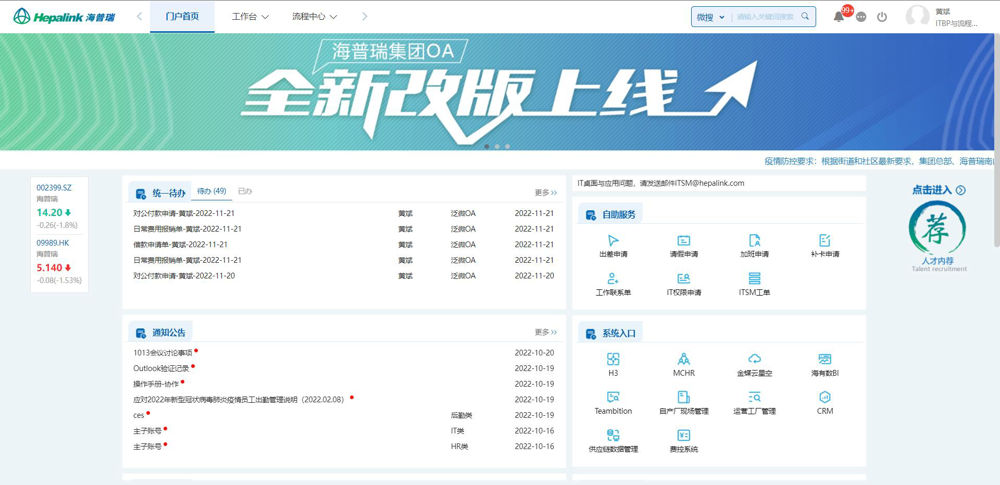 Hepalink 海普瑞
门户首页
工作台
流程中心
微搜
请输入关键词搜索
99+
黄斌
ITBP与流程...
海普瑞集团OA
全新改版上线
疫情防控要求：根据街道和社区最新要求，集团总部、海普瑞南
002399.SZ
海普瑞
14.20
-0.26(-1.8%)
09989.HK
海普瑞
5.140
-0.08(-1.53%)
统一待办 待办 (49) 已办 更多
对公付款申请-黄斌-2022-11-21 黄斌 泛微OA 2022-11-21
日常费用报销单-黄斌-2022-11-21 黄斌 泛微OA 2022-11-21
借款申请单-黄斌-2022-11-21 黄斌 泛微OA 2022-11-21
日常费用报销单-黄斌-2022-11-21 黄斌 泛微OA 2022-11-21
对公付款申请-黄斌-2022-11-20 黄斌 泛微OA 2022-11-20
通知公告 更多
1013会议讨论事项 2022-10-20
Outlook验证记录 2022-10-19
操作手册-协作 2022-10-19
应对2022年新型冠状病毒肺炎疫情员工出勤管理说明（2022.02.08） 2022-10-19
ces 后勤类 2022-10-19
主子账号 IT类 2022-10-16
主子账号 HR类 2022-10-16
IT桌面与应用问题，请发送邮件ITSM@hepalink.com
自助服务
出差申请 请假申请 加班申请 补卡申请
工作联系单 IT权限申请 ITSM工单
系统入口
H3 MCHR 金蝶云星空 海有数BI
Teambition 自产厂现场管理 运营工厂管理 CRM
供应链数据管理 费控系统
点击进入
荐
人才内荐
Talent recruitment